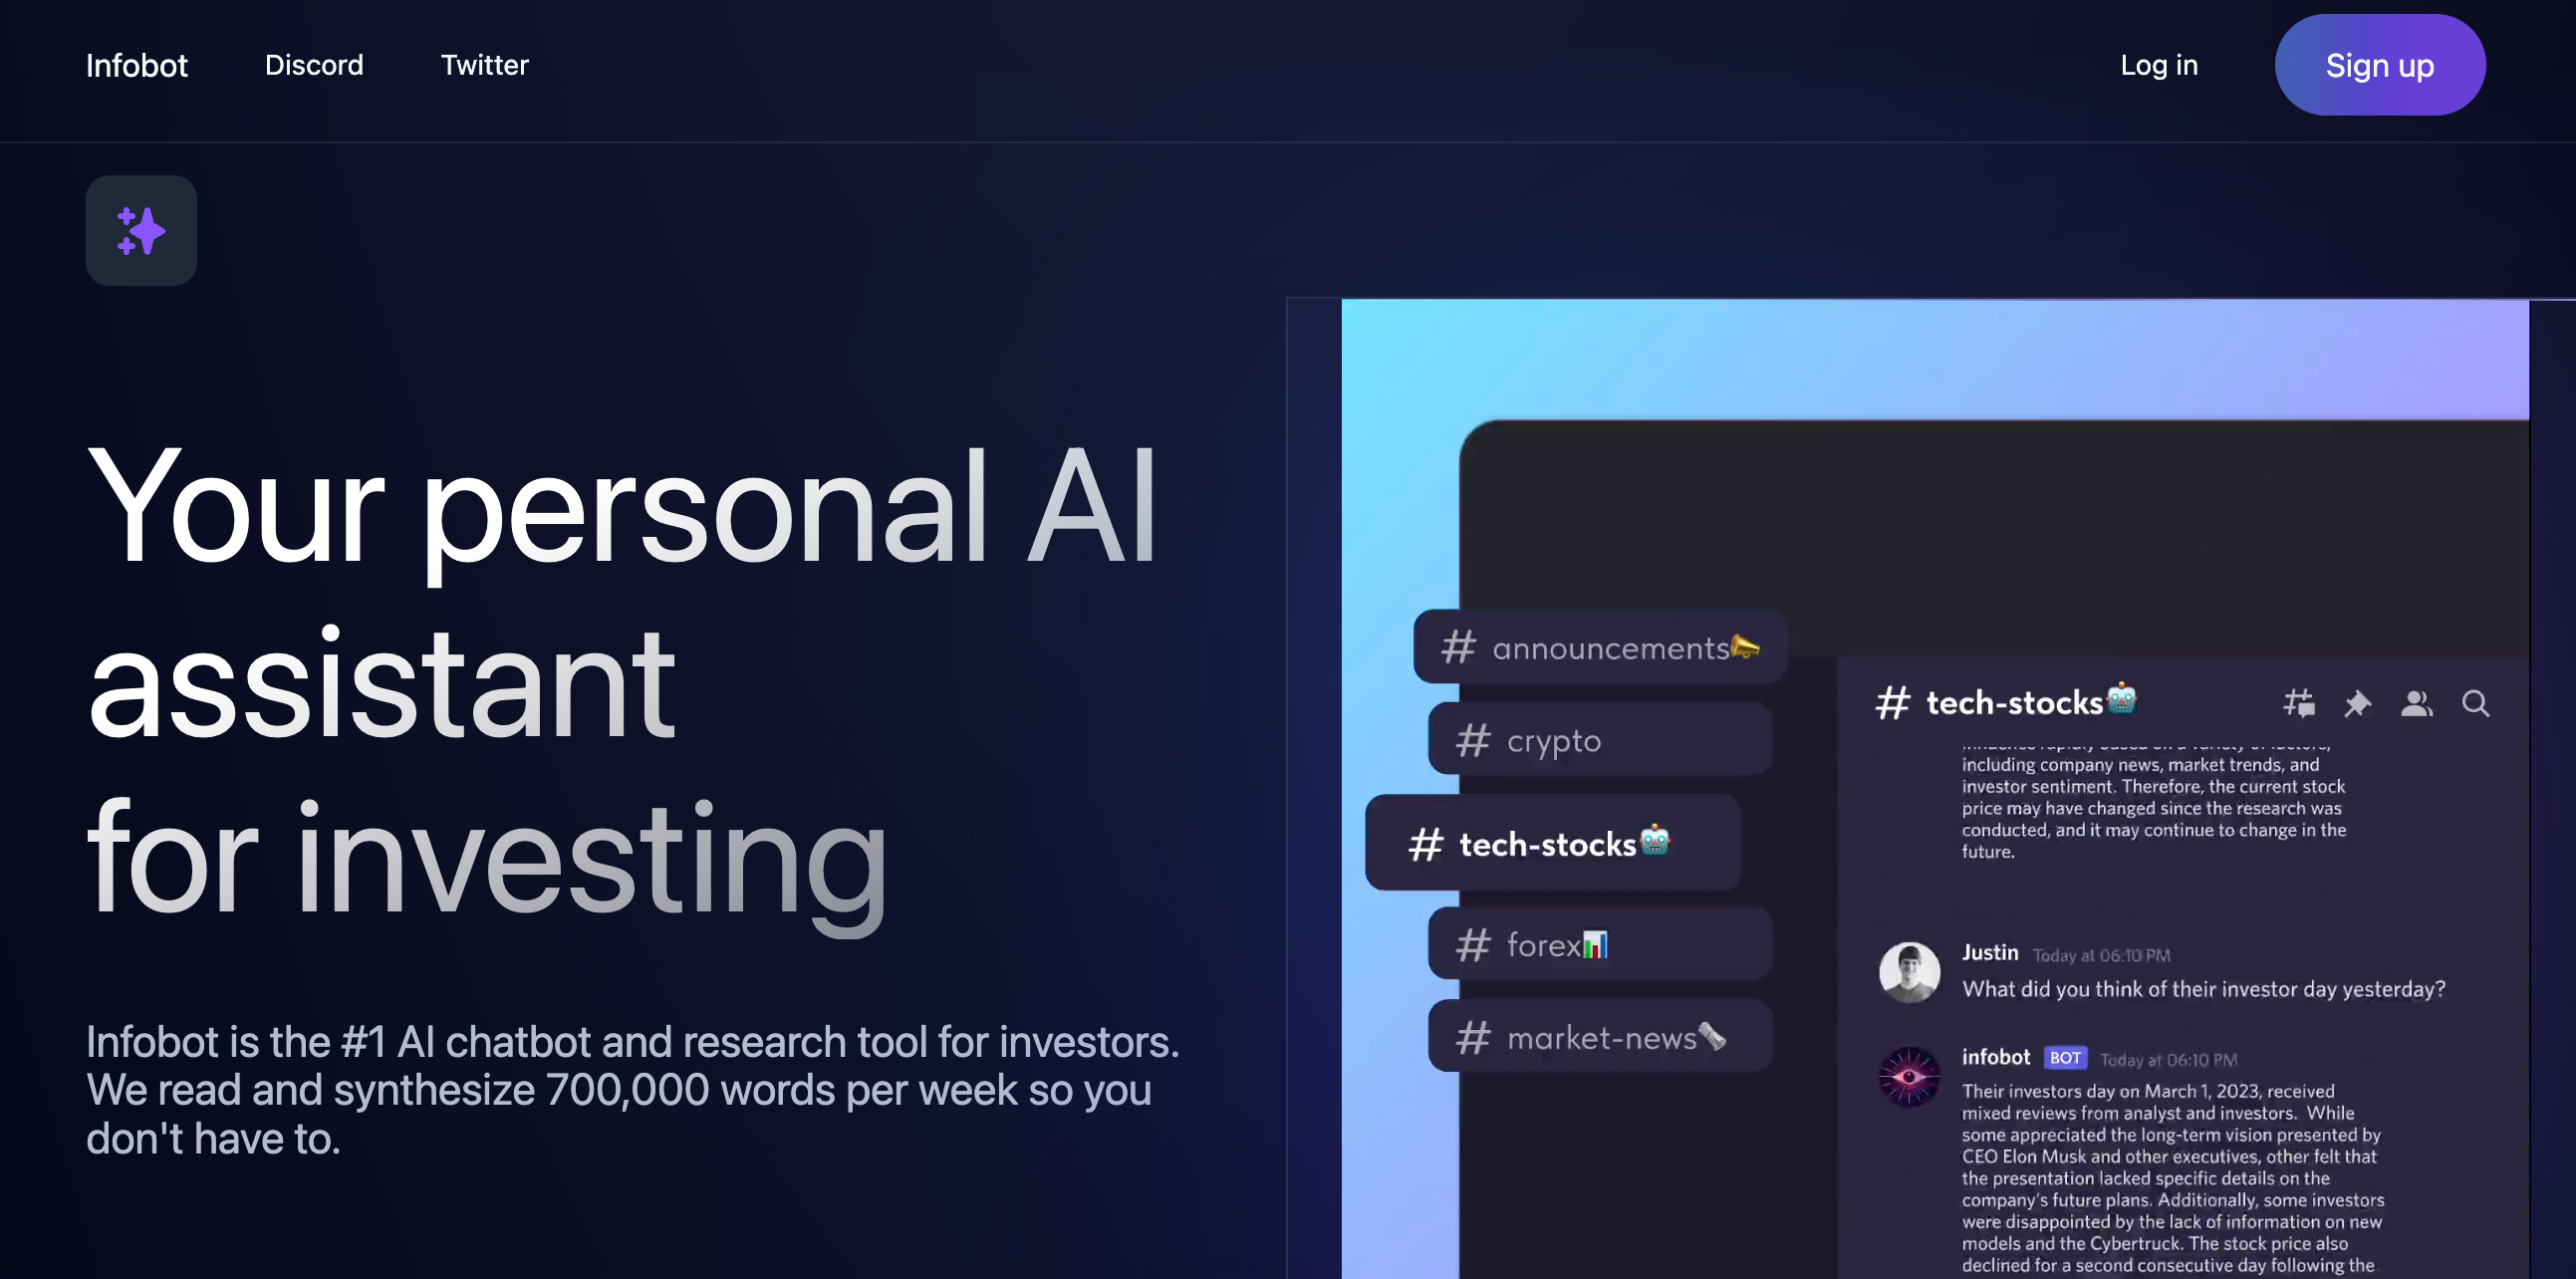 Infobot
Discord
Twitter
Log in
Sign up
Your personal AI
assistant
for investing
Infobot is the #1 AI chatbot and research tool for investors.
We read and synthesize 700,000 words per week so you
don't have to.
# announcements
# crypto
# tech-stocks
# forex
# market-news
# tech-stocks
influence rapidly based on a variety of factors,
including company news, market trends, and
investor sentiment. Therefore, the current stock
price may have changed since the research was
conducted, and it may continue to change in the
future.
Justin Today at 06:10 PM
What did you think of their investor day yesterday?
infobot BOT Today at 06:10 PM
Their investors day on March 1, 2023, received
mixed reviews from analyst and investors. While
some appreciated the long-term vision presented by
CEO Elon Musk and other executives, other felt that
the presentation lacked specific details on the
company's future plans. Additionally, some investors
were disappointed by the lack of information on new
models and the Cybertruck. The stock price also
declined for a second consecutive day following the